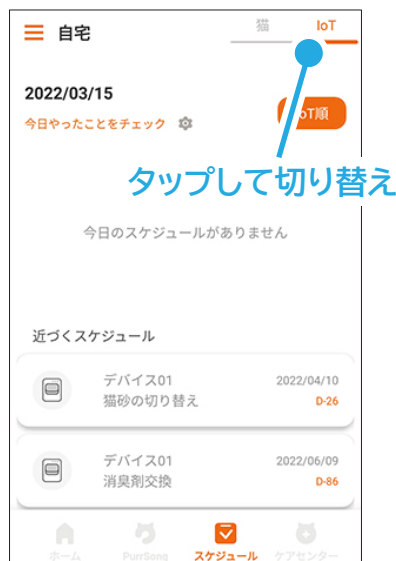 自宅
猫 IoT
2022/03/15
今日やったことをチェック
oT順
タップして切り替え
今日のスケジュールがありません
近づくスケジュール
デバイス01 2022/04/10
猫砂の切り替え D-26
デバイス01 2022/06/09
消臭剤交換 D-86
ホーム PurrSong スケジュール ケアセンター